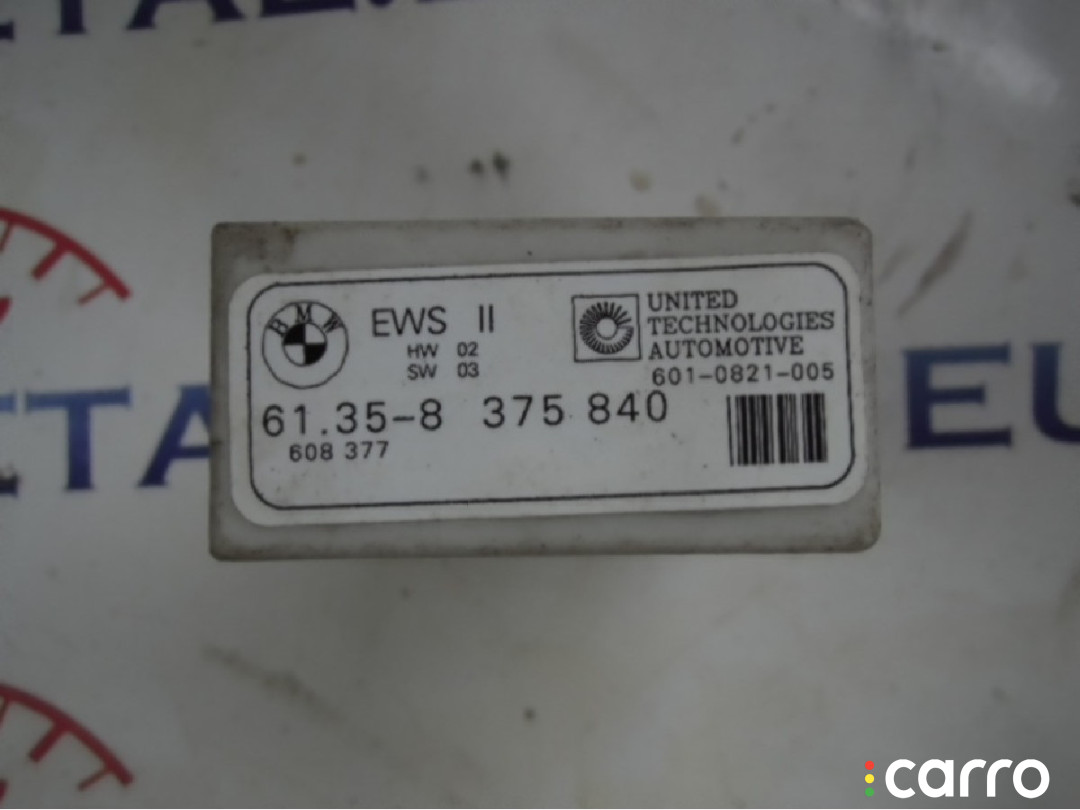 BMW
EWS II
HW 02
SW 03
UNITED
TECHNOLOGIES
AUTOMOTIVE
601-0821-005
61.35-8 375 840
608 377
EU
carro